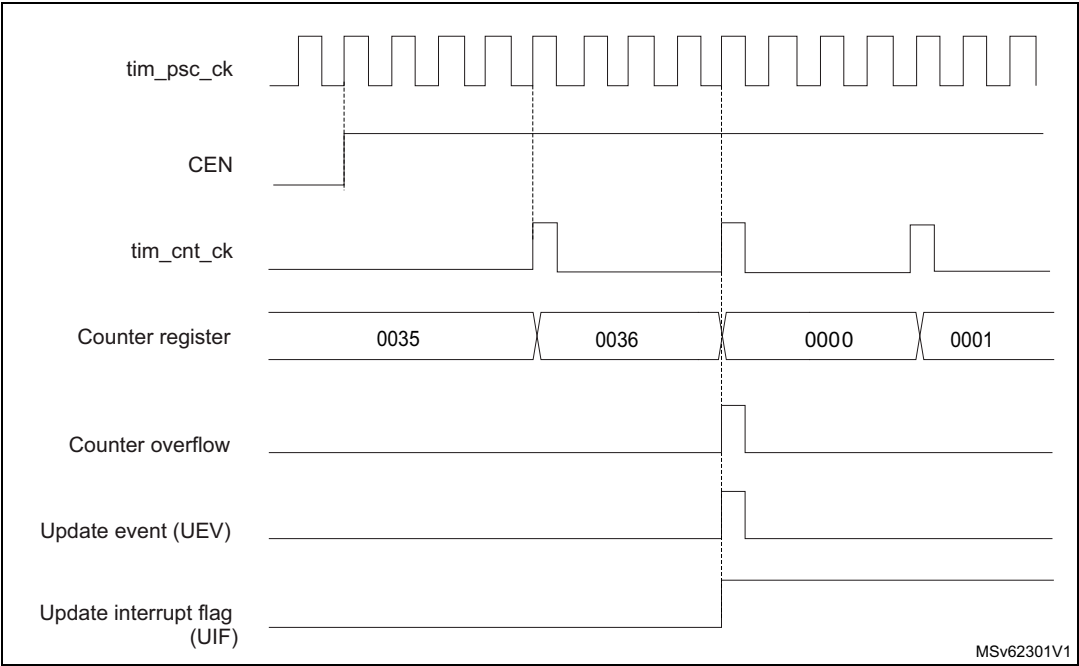 tim_psc_ck
CEN
tim_cnt_ck
Counter register
0035
0036
0000
0001
Counter overflow
Update event (UEV)
Update interrupt flag
(UIF)
MSv62301V1